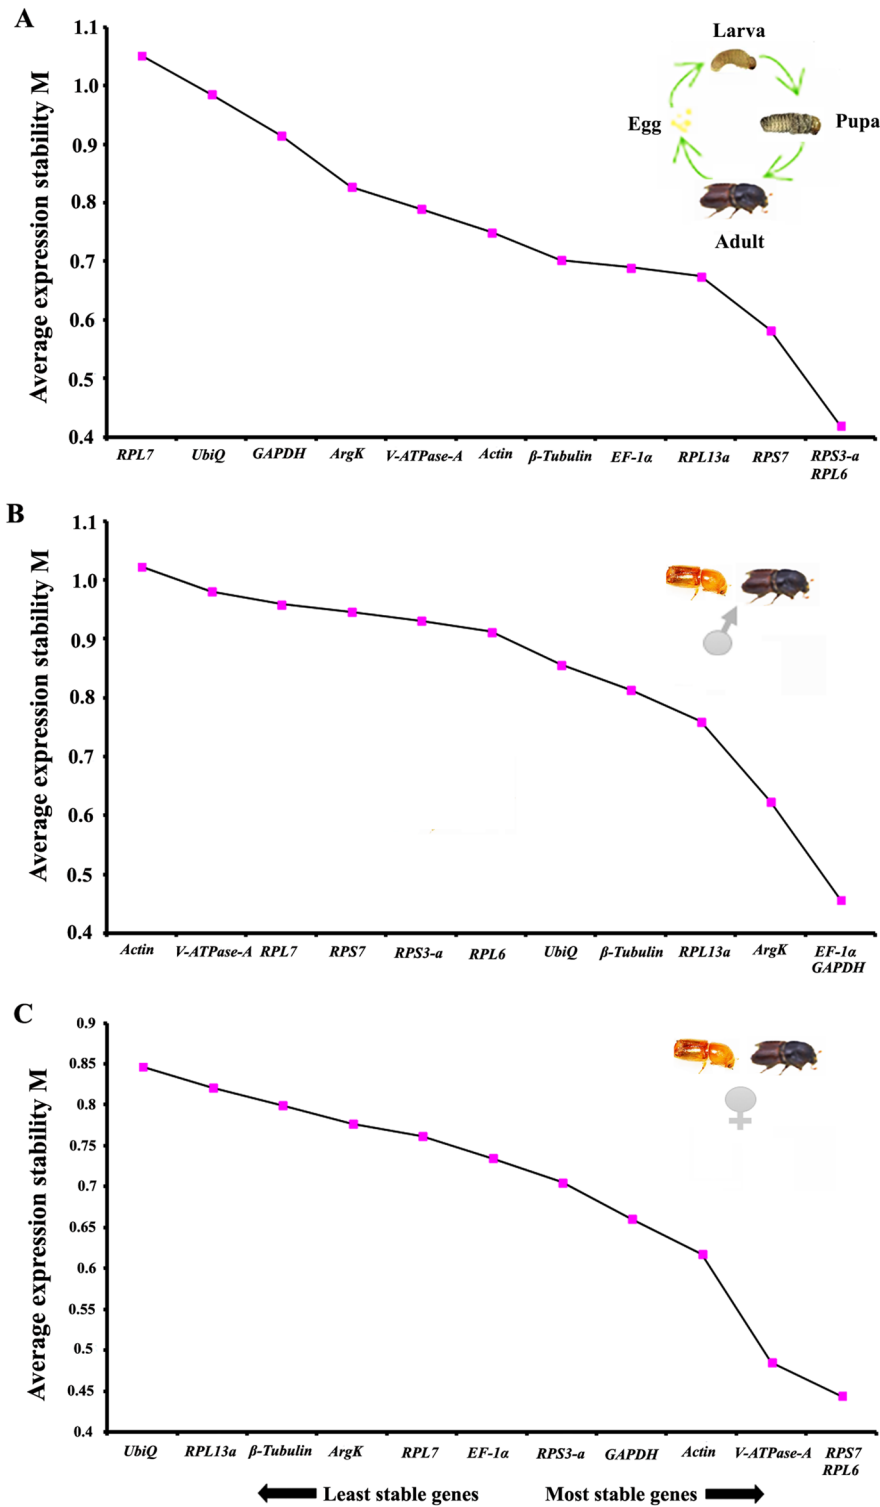 A
Average expression stability M
1.1
1.0
0.9
0.8
0.7
0.6
0.5
0.4
Larva
Egg
Pupa
Adult
RPL7 UbiQ GAPDH ArgK V-ATPase-A Actin β-Tubulin EF-1α RPL13a RPS7 RPS3-a
RPL6
B
Average expression stability M
1.1
1.0
0.9
0.8
0.7
0.6
0.5
0.4
Actin V-ATPase-A RPL7 RPS7 RPS3-a RPL6 UbiQ β-Tubulin RPL13a ArgK EF-1α
GAPDH
C
Average expression stability M
0.9
0.85
0.8
0.75
0.7
0.65
0.6
0.55
0.5
0.45
0.4
UbiQ RPL13a β-Tubulin ArgK RPL7 EF-1α RPS3-a GAPDH Actin V-ATPase-A RPS7
RPL6
Least stable genes Most stable genes